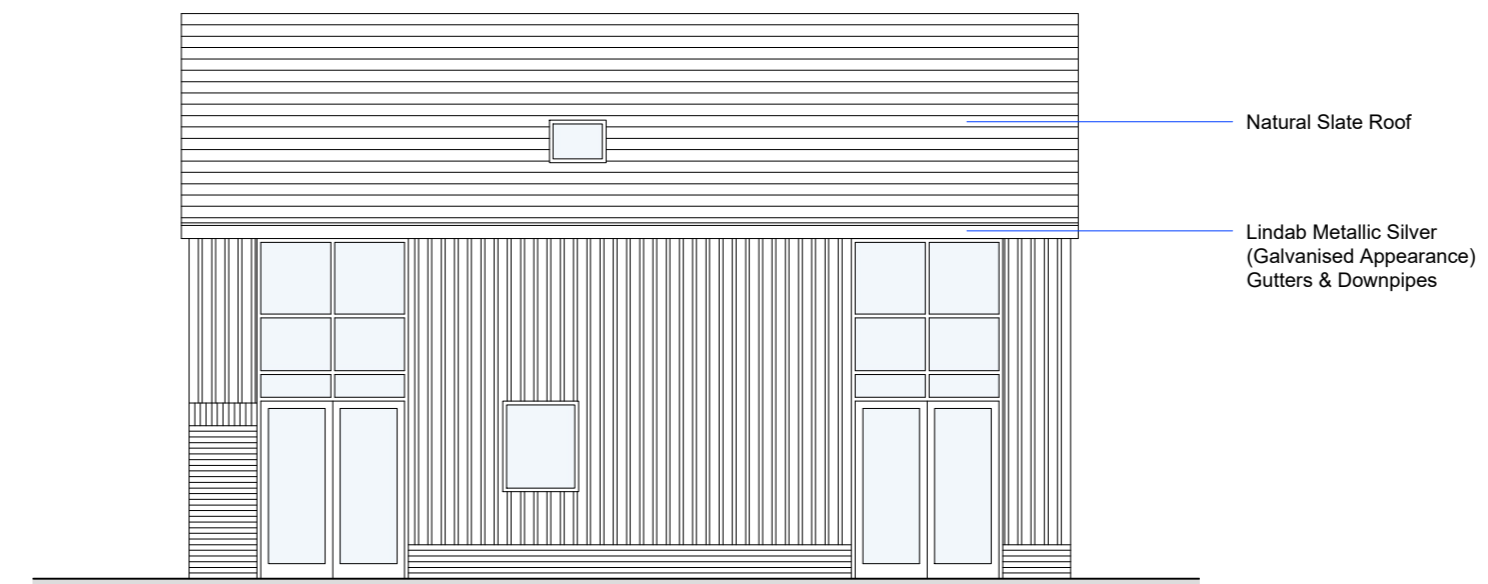 Natural Slate Roof
Lindab Metallic Silver
(Galvanised Appearance)
Gutters & Downpipes